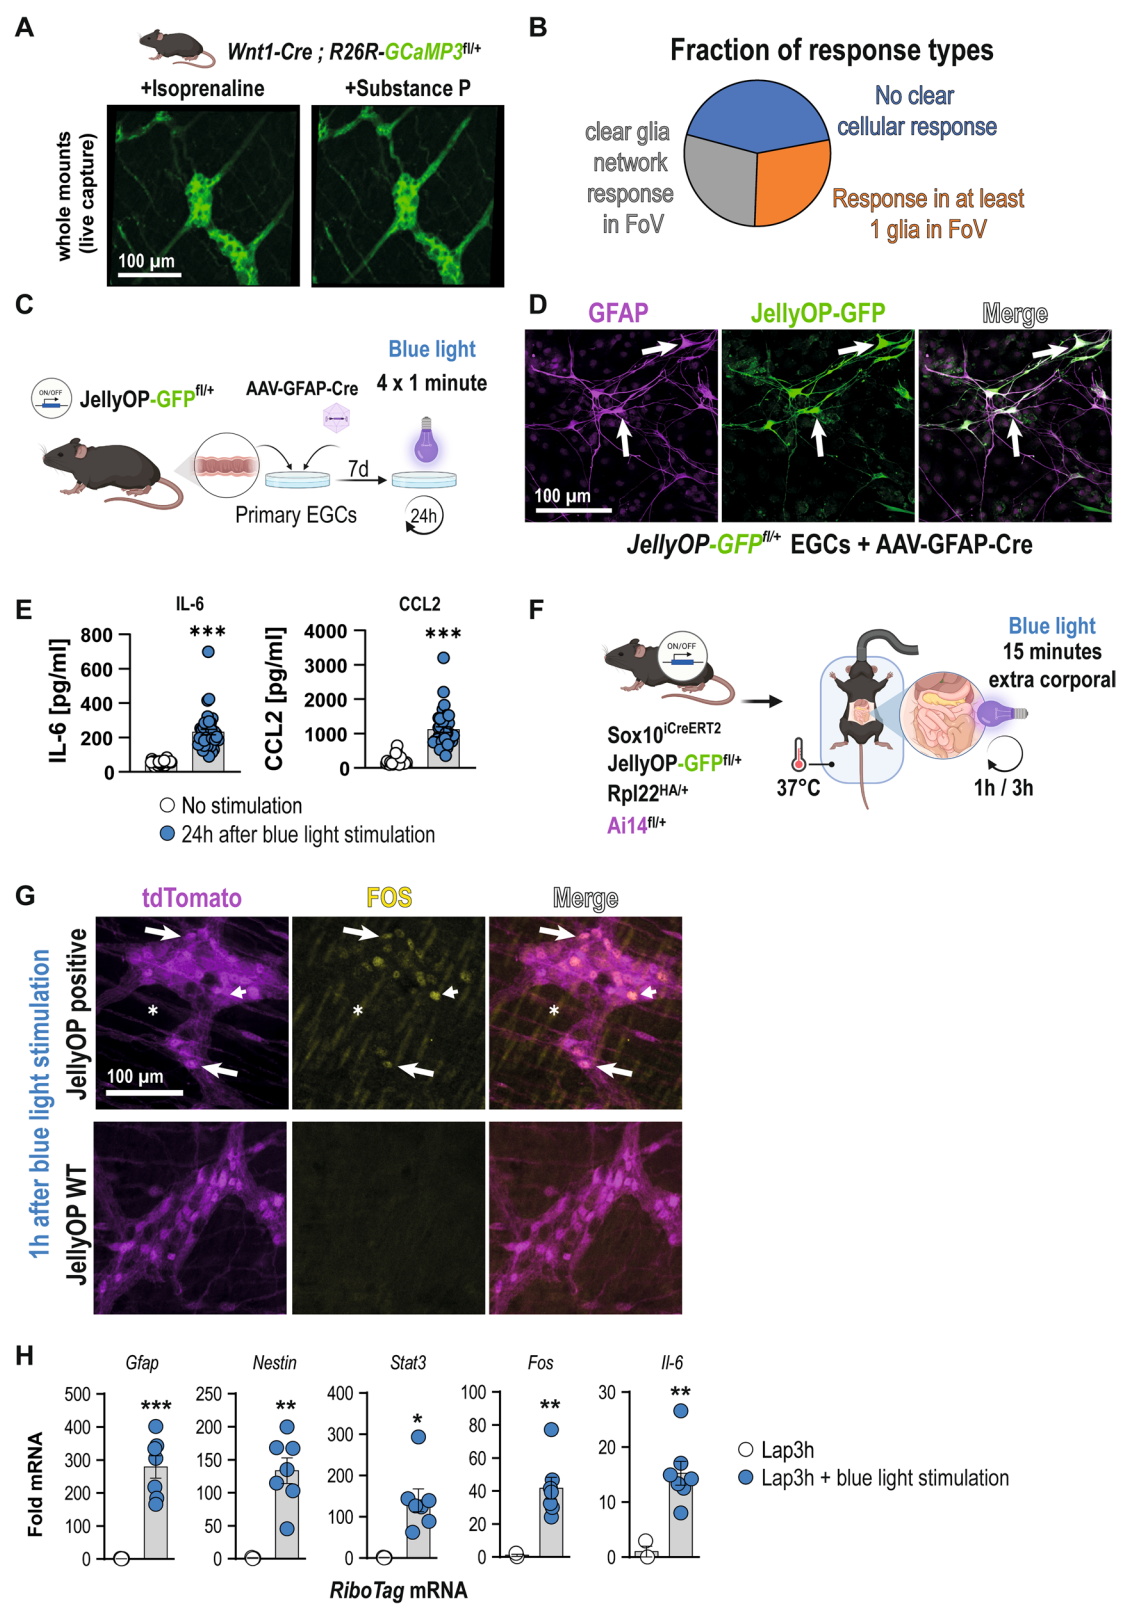 A
Wnt1-Cre ; R26R-GCaMP3fl/+
+Isoprenaline
+Substance P
whole mounts
(live capture)
100 µm
B
Fraction of response types
No clear
cellular response
clear glia
network
response
in FoV
Response in at least
1 glia in FoV
C
Blue light
4 x 1 minute
ON/OFF
JellyOP-GFPfl/+
AAV-GFAP-Cre
7d
Primary EGCs
24h
D
GFAP
JellyOP-GFP
Merge
100 µm
JellyOP-GFPfl/+ EGCs + AAV-GFAP-Cre
E
IL-6
IL-6 [pg/ml]
800
600
400
200
0
***
CCL2
CCL2 [pg/ml]
4000
3000
2000
1000
0
***
No stimulation
24h after blue light stimulation
F
ON/OFF
Sox10iCreERT2
JellyOP-GFPfl/+
Rpl22HA/+
Ai14fl/+
37°C
Blue light
15 minutes
extra corporal
1h / 3h
G
tdTomato
FOS
Merge
1h after blue light stimulation
JellyOP positive
* * *
100 µm
JellyOP WT
H
Fold mRNA
Gfap
500
400
300
200
100
0
***
Nestin
250
200
150
100
50
0
**
Stat3
400
300
200
100
0
*
Fos
100
80
60
40
20
0
**
Il-6
30
20
10
0
**
Lap3h
Lap3h + blue light stimulation
RiboTag mRNA